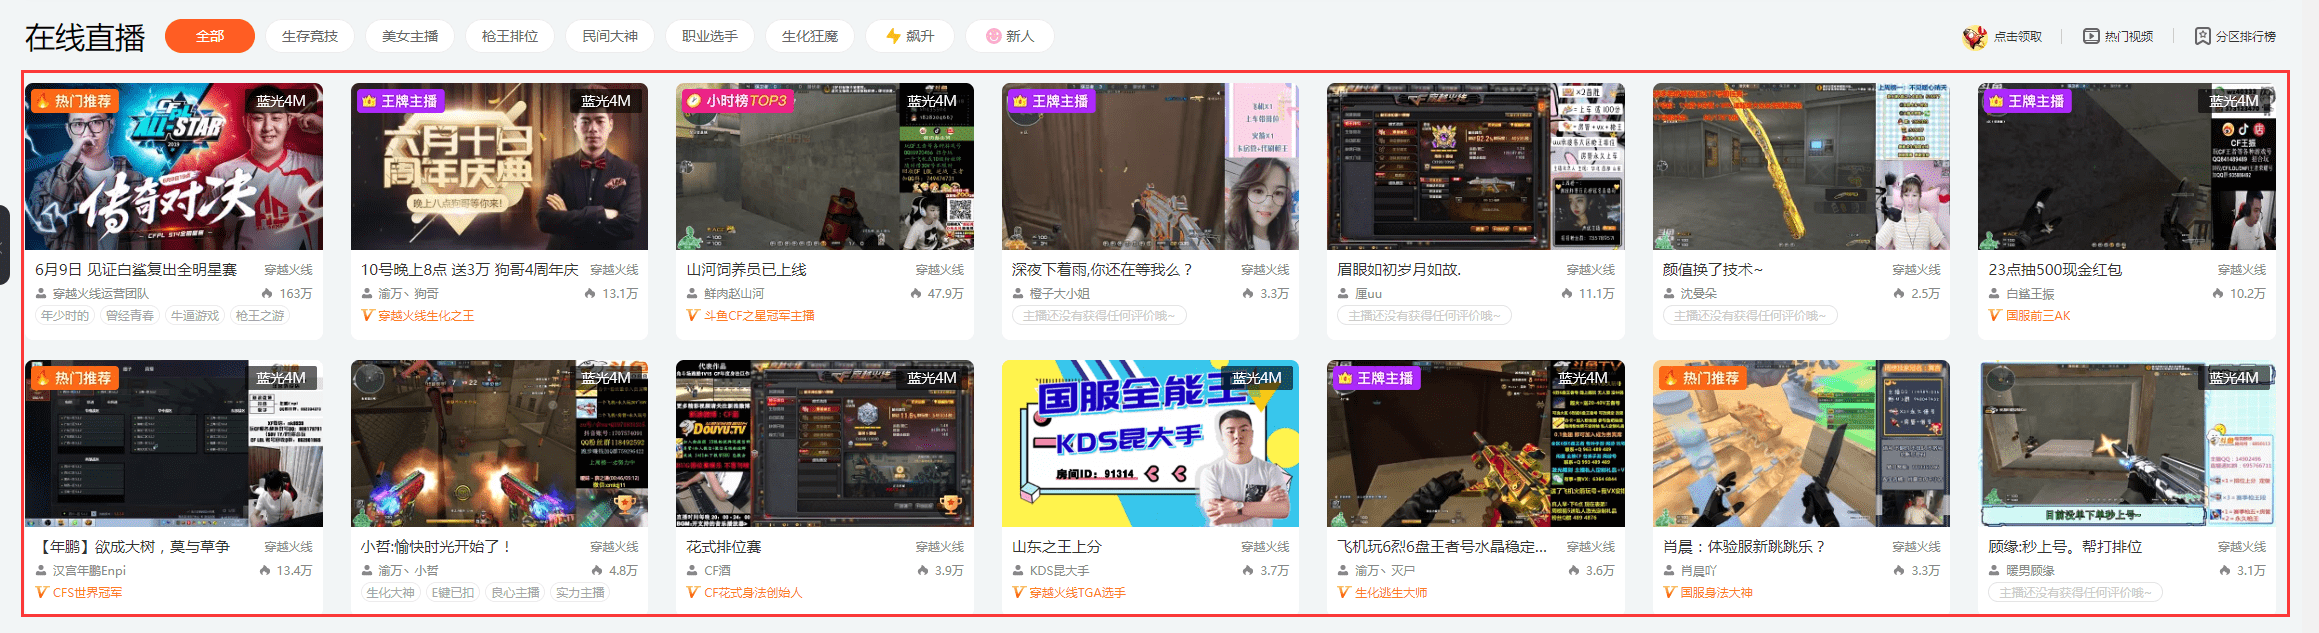 在线直播
全部
生存竞技
美女主播
枪王排位
民间大神
职业选手
生化狂魔
飙升
新人
点击领取
热门视频
分区排行榜
热门推荐
蓝光4M
CFPL
ALL-STAR
2019
传奇对决
6月9日 见证白鲨复出全明星赛
穿越火线
穿越火线运营团队
163万
年少时的
曾经青春
牛逼游戏
枪王之游
王牌主播
蓝光4M
六月十日
周年庆典
晚上八点狗哥等你来!
10号晚上8点 送3万 狗哥4周年庆
穿越火线
渝万丶狗哥
13.1万
穿越火线生化之王
小时榜TOP3
蓝光4M
山河饲养员已上线
穿越火线
鲜肉赵山河
47.9万
斗鱼CF之星冠军主播
王牌主播
深夜下着雨,你还在等我么？
穿越火线
橙子大小姐
3.3万
主播还没有获得任何评价哦~
眉眼如初岁月如故.
穿越火线
厘uu
11.1万
主播还没有获得任何评价哦~
颜值换了技术~
穿越火线
沈曼朵
2.5万
主播还没有获得任何评价哦~
王牌主播
蓝光4M
CF王振
23点抽500现金红包
穿越火线
白鲨王振
10.2万
国服前三AK
热门推荐
蓝光4M
【年鹏】欲成大树，莫与草争
穿越火线
汉宫年鹏Enpi
13.4万
CFS世界冠军
蓝光4M
小哲:愉快时光开始了！
穿越火线
渝万丶小哲
4.8万
生化大神
E键已扣
良心主播
实力主播
代表作品
DOUYU.TV
蓝光4M
花式排位赛
穿越火线
CF酒
3.9万
CF花式身法创始人
蓝光4M
国服全能王
KDS昆大手
房间ID：91314
山东之王上分
穿越火线
KDS昆大手
3.7万
穿越火线TGA选手
王牌主播
蓝光4M
飞机玩6烈6盘王者号水晶稳定...
穿越火线
渝万丶灭尸
3.6万
生化逃生大师
热门推荐
肖晨：体验服新跳跳乐？
穿越火线
肖晨吖
3.3万
国服身法大神
蓝光4M
目前没单下单秒上号~
顾缘:秒上号。帮打排位
穿越火线
暖男顾缘
3.1万
主播还没有获得任何评价哦~